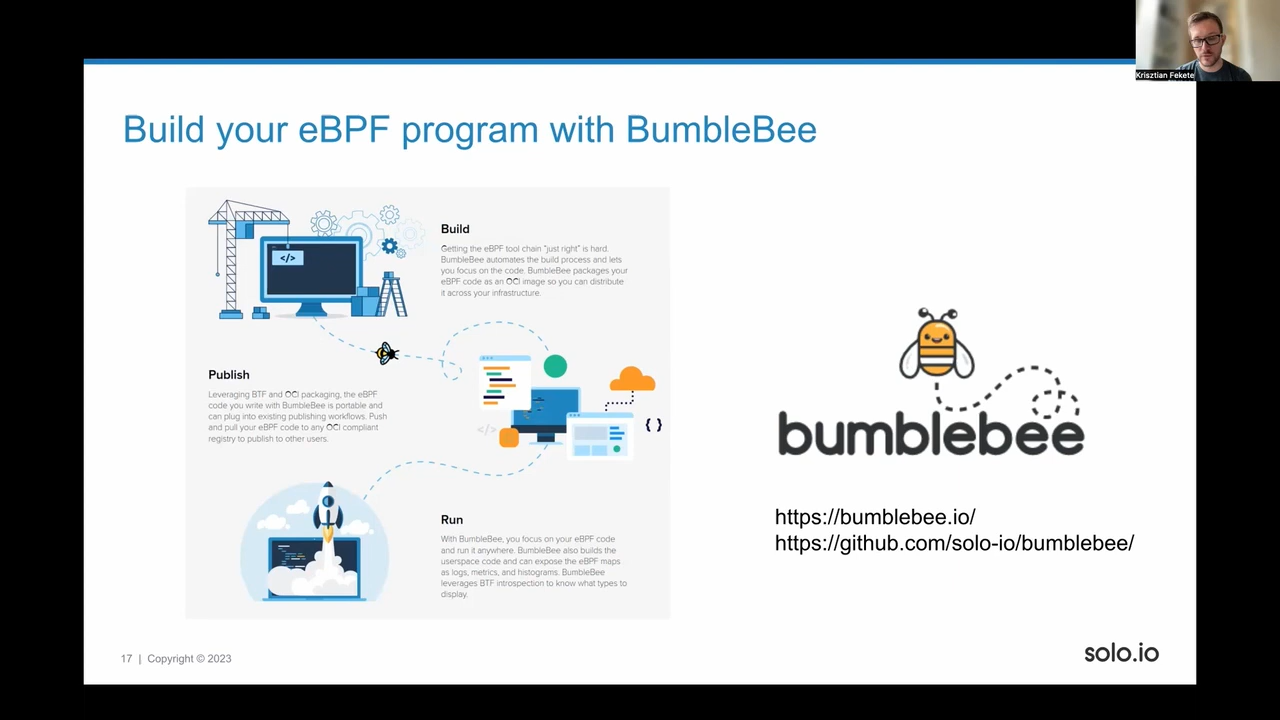 Krisztian Fekete
Build your eBPF program with BumbleBee
</>
Build
Getting the eBPF tool chain "just right" is hard.
BumbleBee automates the build process and lets
you focus on the code. BumbleBee packages your
eBPF code as an OCI image so you can distribute
it across your infrastructure.
Publish
Leveraging BTF and OCI packaging, the eBPF
code you write with BumbleBee is portable and
can plug into existing publishing workflows. Push
and pull your eBPF code to any OCI compliant
registry to publish to other users.
</>
{ }
Run
With BumbleBee, you focus on your eBPF code
and run it anywhere. BumbleBee also builds the
userspace code and can expose the eBPF maps
as logs, metrics, and histograms. BumbleBee
leverages BTF introspection to know what types to
display.
bumblebee
https://bumblebee.io/
https://github.com/solo-io/bumblebee/
17 | Copyright © 2023
solo.io